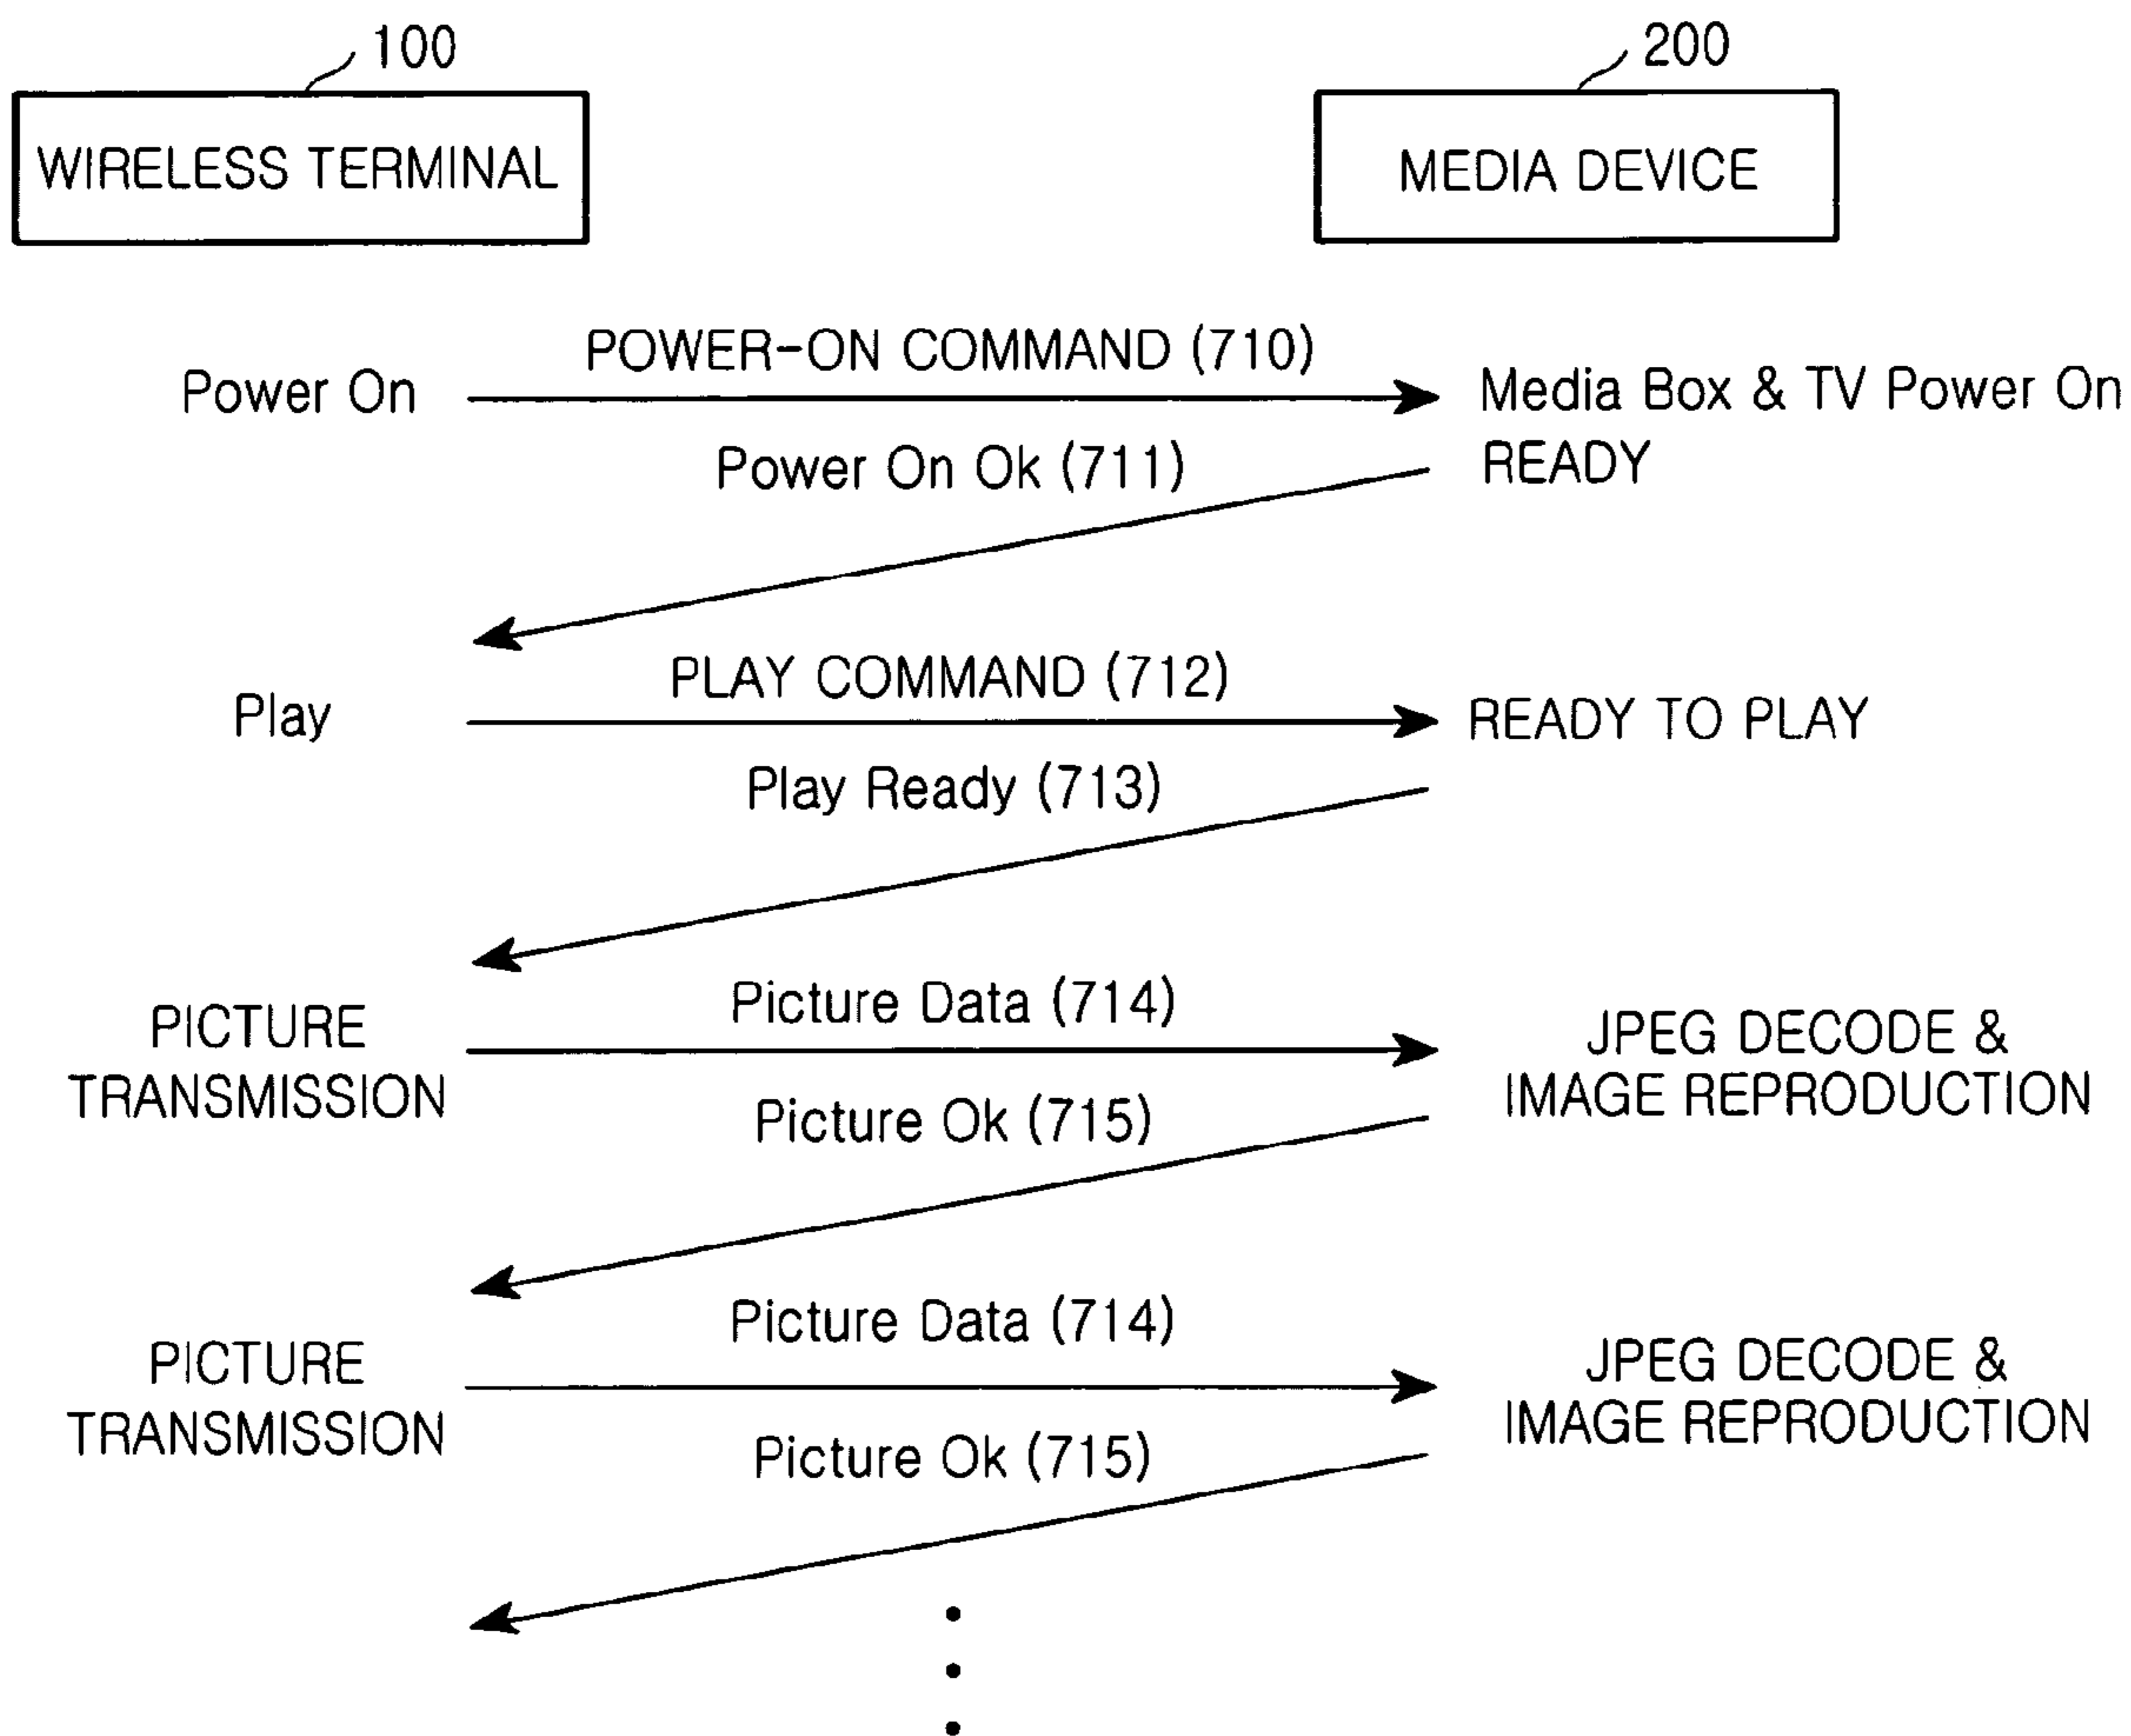 100
200
WIRELESS TERMINAL
MEDIA DEVICE
POWER-ON COMMAND (710)
Power On
Media Box & TV Power On
READY
Power On Ok (711)
PLAY COMMAND (712)
Play
READY TO PLAY
Play Ready (713)
Picture Data (714)
PICTURE
TRANSMISSION
JPEG DECODE &
IMAGE REPRODUCTION
Picture Ok (715)
Picture Data (714)
PICTURE
TRANSMISSION
JPEG DECODE &
IMAGE REPRODUCTION
Picture Ok (715)